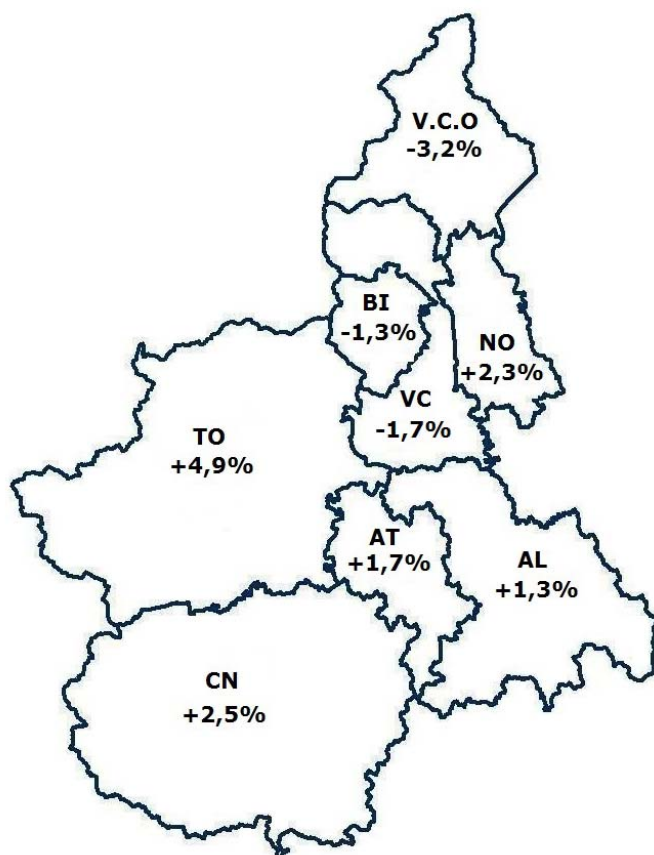 V.C.O
-3,2%
BI
-1,3%
NO
+2,3%
VC
-1,7%
TO
+4,9%
AT
+1,7%
AL
+1,3%
CN
+2,5%